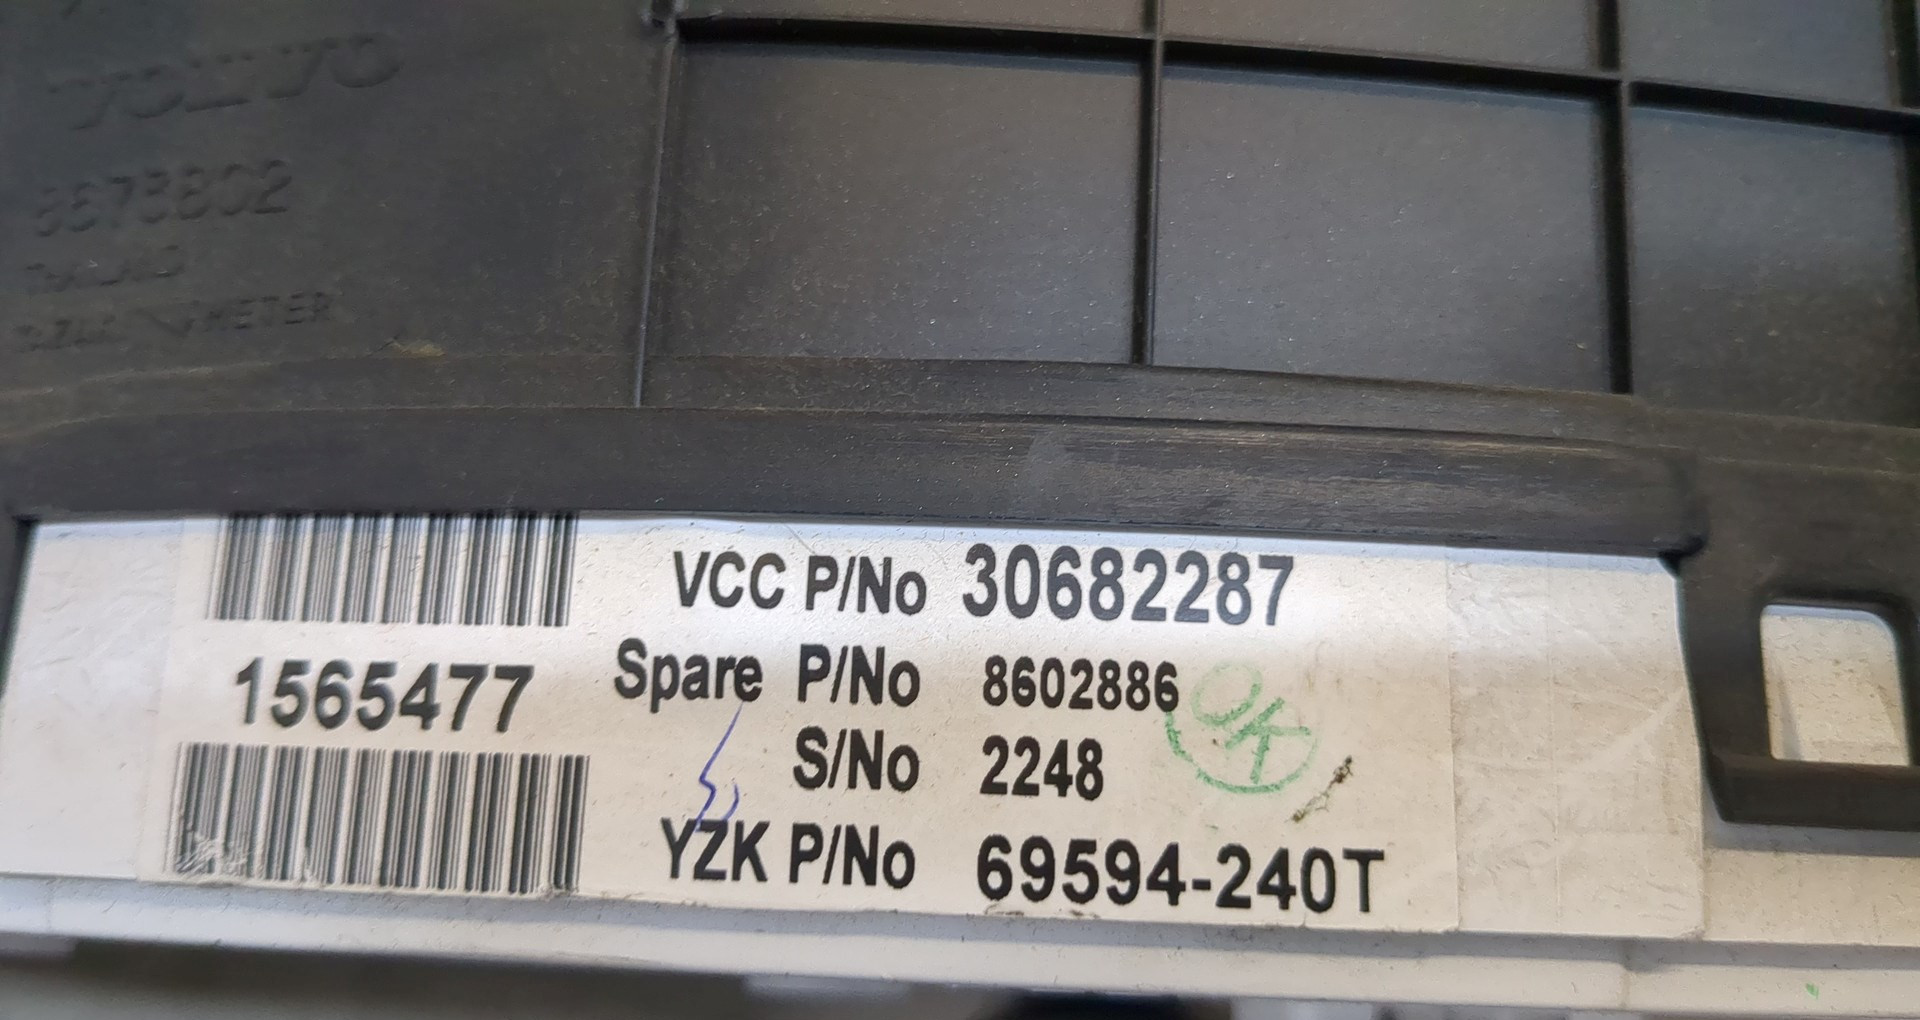 VOLVO
8673802
THAILAND
METER
VCC P/No 30682287
1565477
Spare P/No 8602886
OK
S/No 2248
YZK P/No 69594-240T